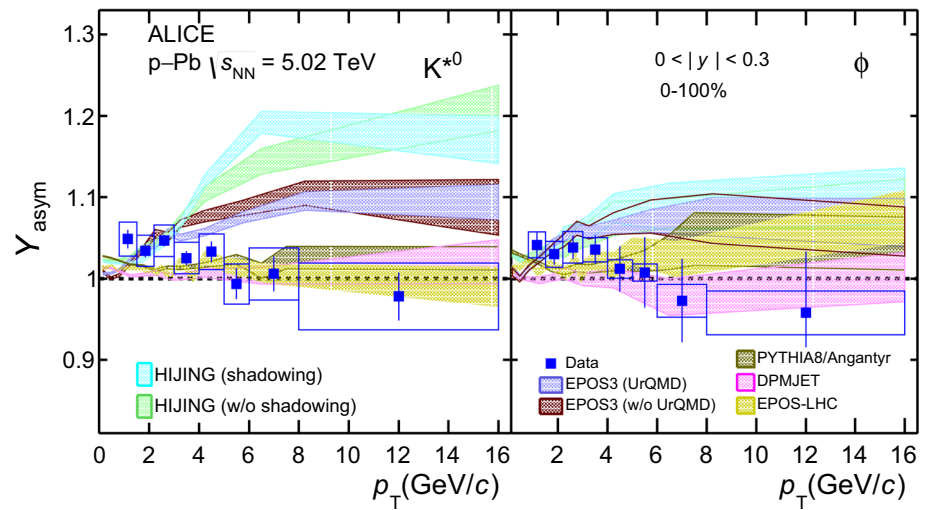 ALICE
p–Pb √sNN = 5.02 TeV
K*0
0 < | y | < 0.3
0-100%
ϕ
Yasym
1.3
1.2
1.1
1
0.9
HIJING (shadowing)
HIJING (w/o shadowing)
Data
EPOS3 (UrQMD)
EPOS3 (w/o UrQMD)
PYTHIA8/Angantyr
DPMJET
EPOS-LHC
0 2 4 6 8 10 12 14 16
2 4 6 8 10 12 14 16
pT(GeV/c)
pT(GeV/c)